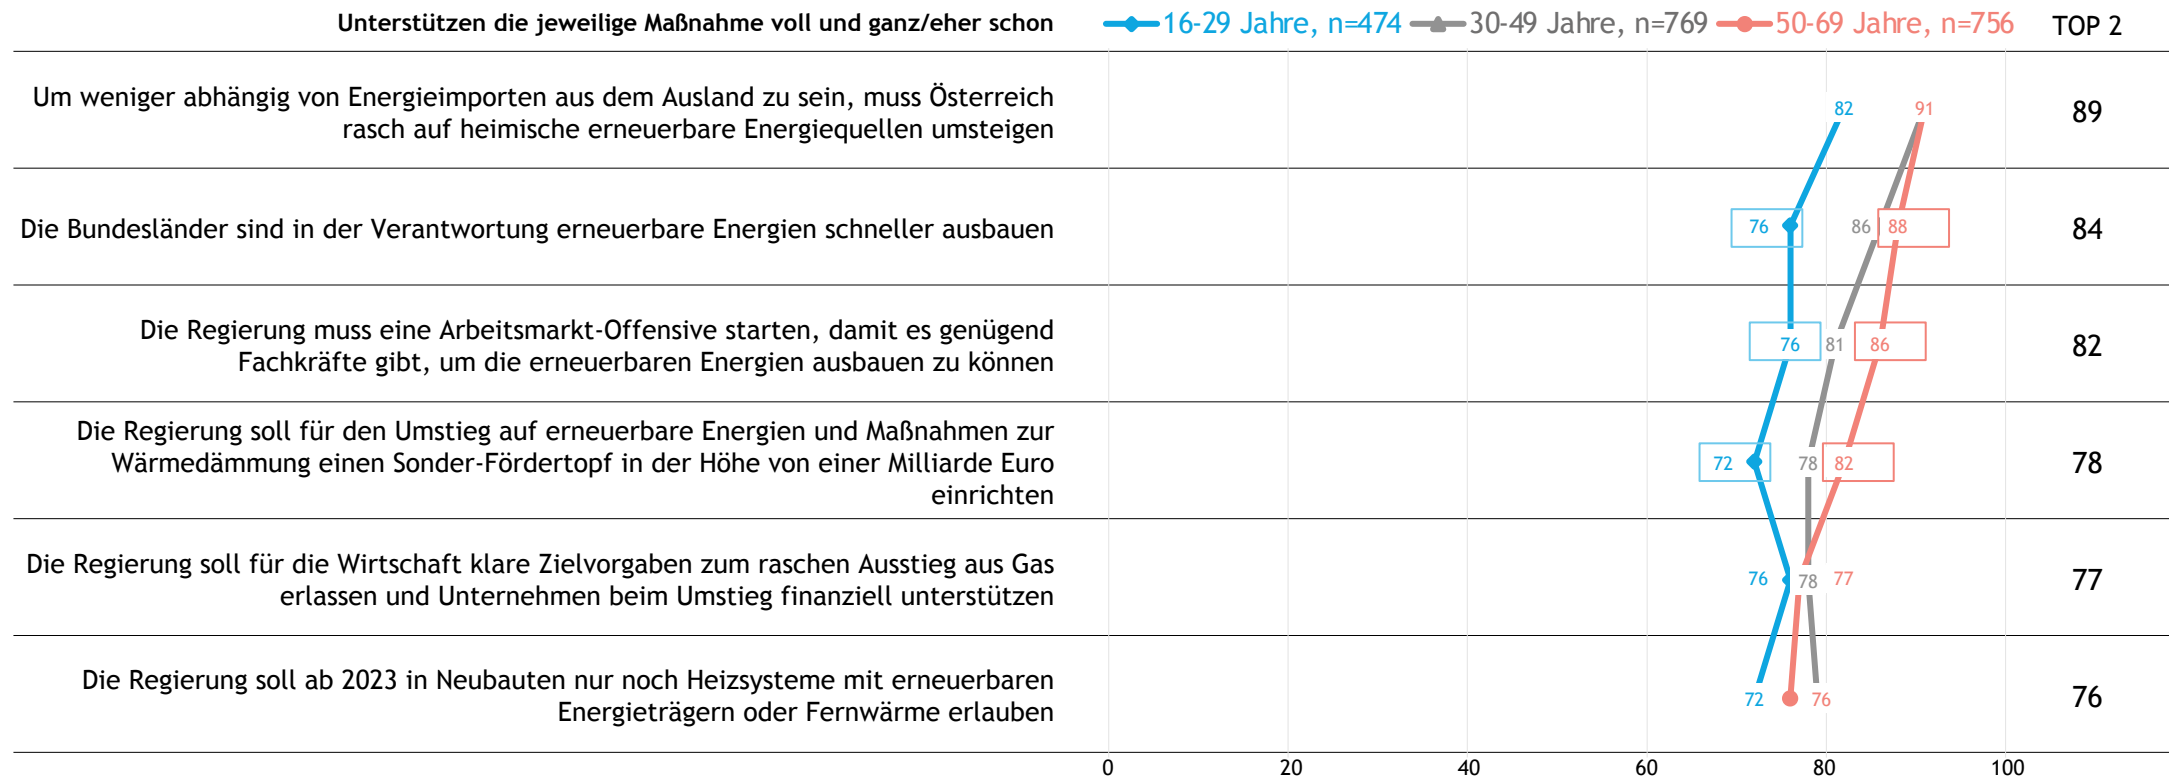 Unterstützen die jeweilige Maßnahme voll und ganz/eher schon
16-29 Jahre, n=474 30-49 Jahre, n=769 50-69 Jahre, n=756 TOP 2
Um weniger abhängig von Energieimporten aus dem Ausland zu sein, muss Österreich
rasch auf heimische erneuerbare Energiequellen umsteigen
82 91 89
Die Bundesländer sind in der Verantwortung erneuerbare Energien schneller ausbauen
76 86 88 84
Die Regierung muss eine Arbeitsmarkt-Offensive starten, damit es genügend
Fachkräfte gibt, um die erneuerbaren Energien ausbauen zu können
76 81 86 82
Die Regierung soll für den Umstieg auf erneuerbare Energien und Maßnahmen zur
Wärmedämmung einen Sonder-Fördertopf in der Höhe von einer Milliarde Euro
einrichten
72 78 82 78
Die Regierung soll für die Wirtschaft klare Zielvorgaben zum raschen Ausstieg aus Gas
erlassen und Unternehmen beim Umstieg finanziell unterstützen
76 78 77 77
Die Regierung soll ab 2023 in Neubauten nur noch Heizsysteme mit erneuerbaren
Energieträgern oder Fernwärme erlauben
72 76 76
0 20 40 60 80 100